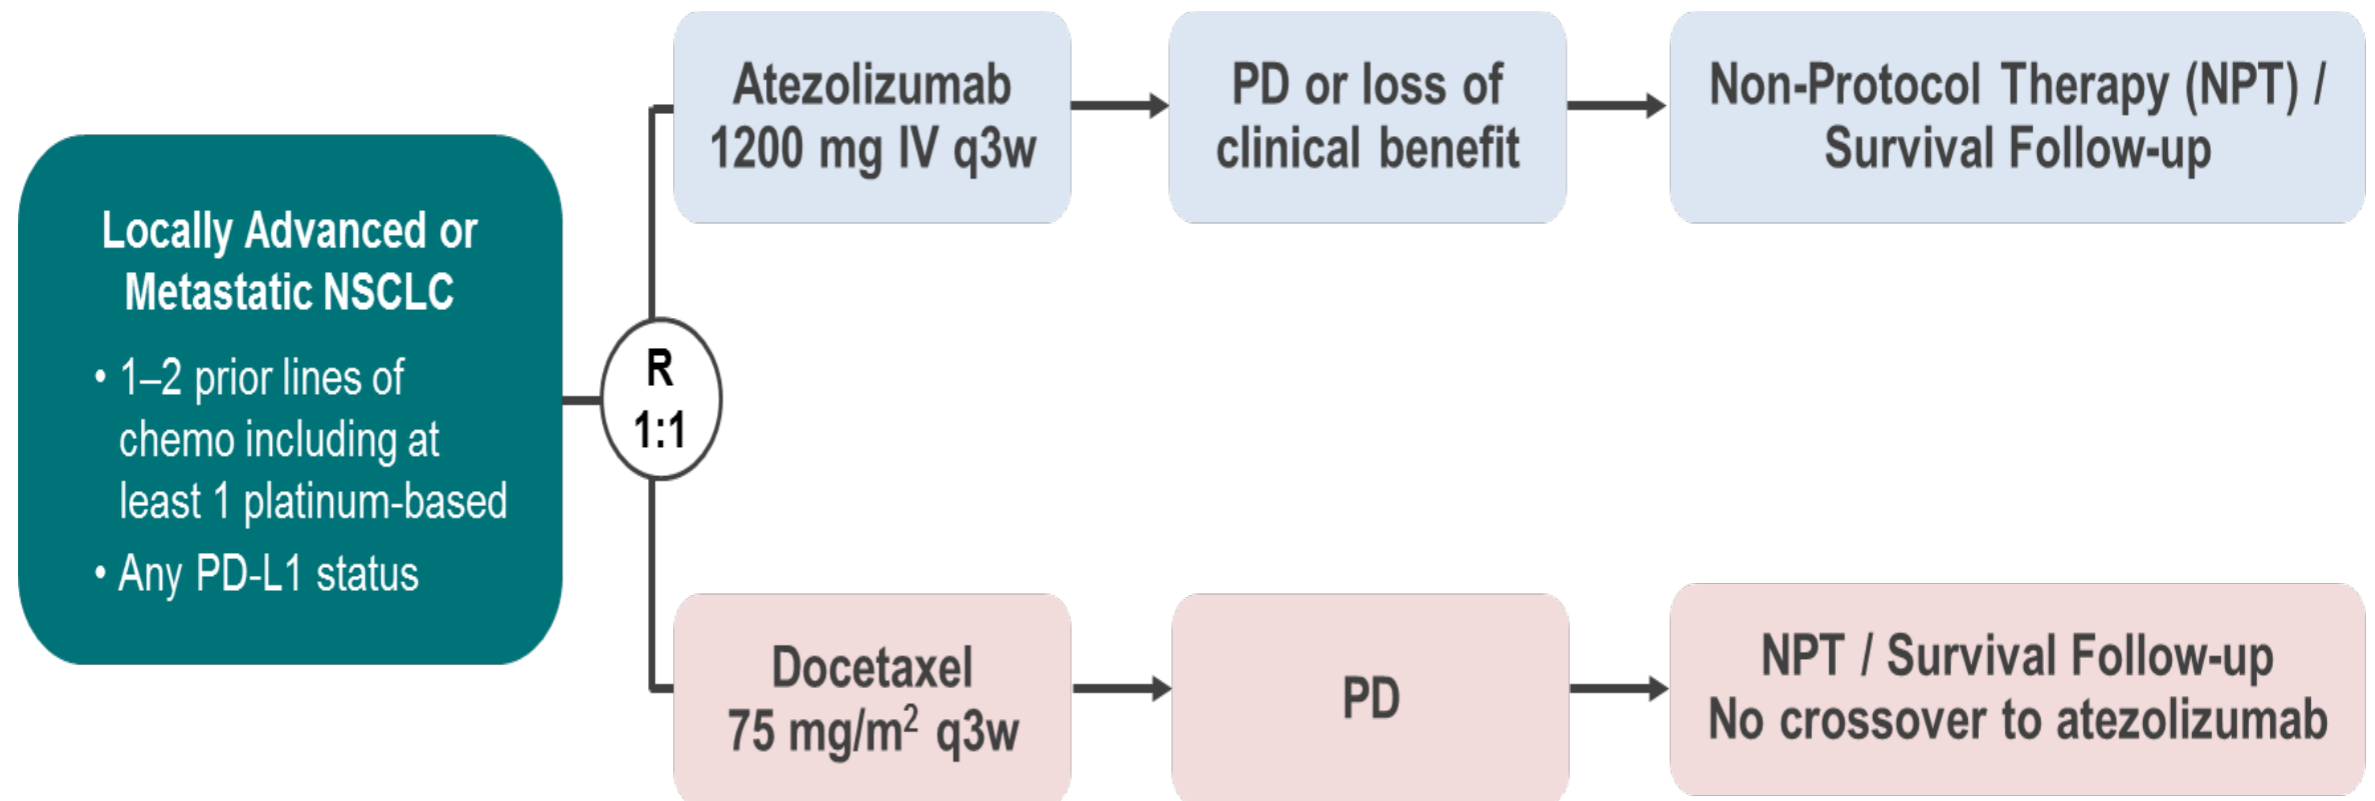 Locally Advanced or
Metastatic NSCLC
• 1–2 prior lines of
chemo including at
least 1 platinum-based
• Any PD-L1 status
R
1:1
Atezolizumab
1200 mg IV q3w
PD or loss of
clinical benefit
Non-Protocol Therapy (NPT) /
Survival Follow-up
Docetaxel
75 mg/m² q3w
PD
NPT / Survival Follow-up
No crossover to atezolizumab